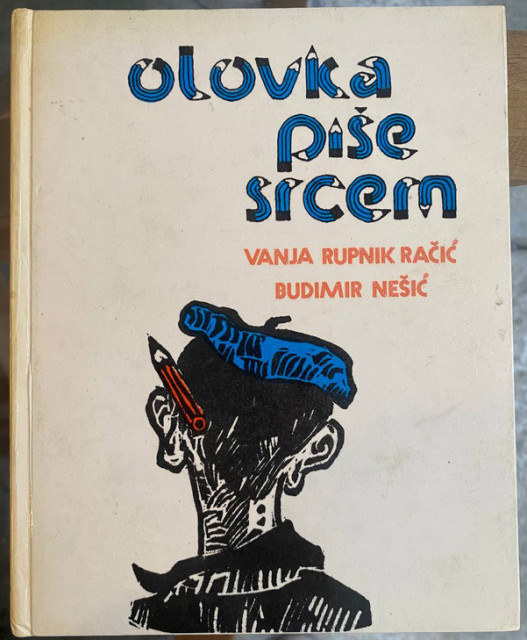 olovka
piše
srcem
VANJA RUPNIK RAČIĆ
BUDIMIR NEŠIĆ